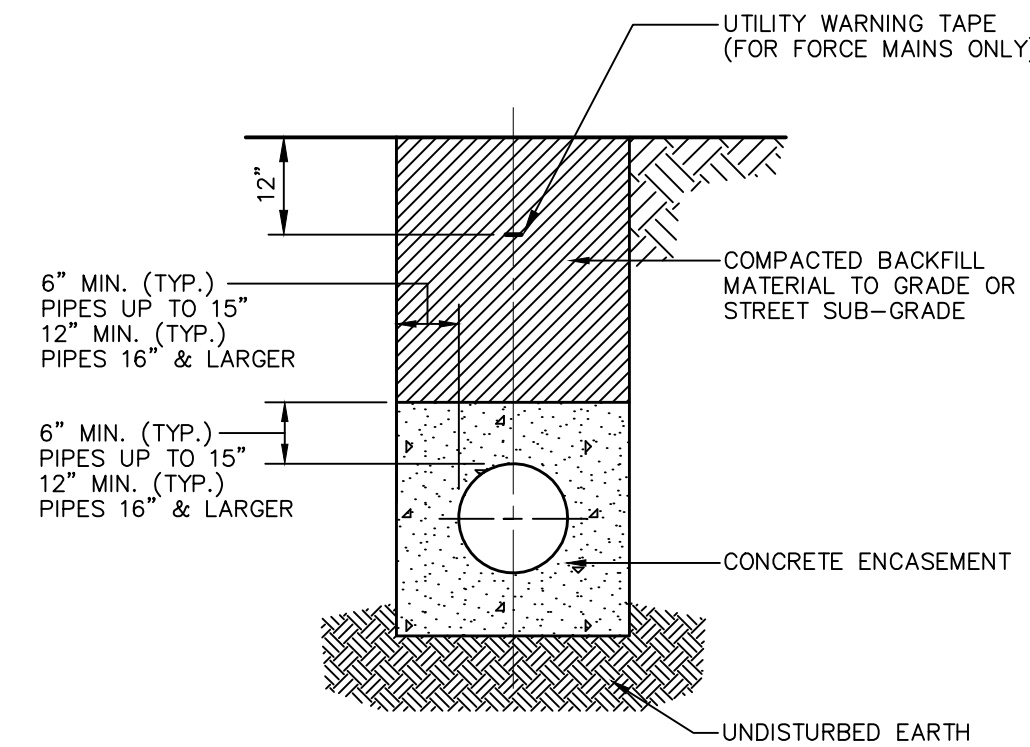 UTILITY WARNING TAPE
(FOR FORCE MAINS ONLY)
12”
6” MIN. (TYP.)
PIPES UP TO 15”
12” MIN. (TYP.)
PIPES 16” & LARGER
COMPACTED BACKFILL
MATERIAL TO GRADE OR
STREET SUB-GRADE
6” MIN. (TYP.)
PIPES UP TO 15”
12” MIN. (TYP.)
PIPES 16” & LARGER
CONCRETE ENCASEMENT
UNDISTURBED EARTH